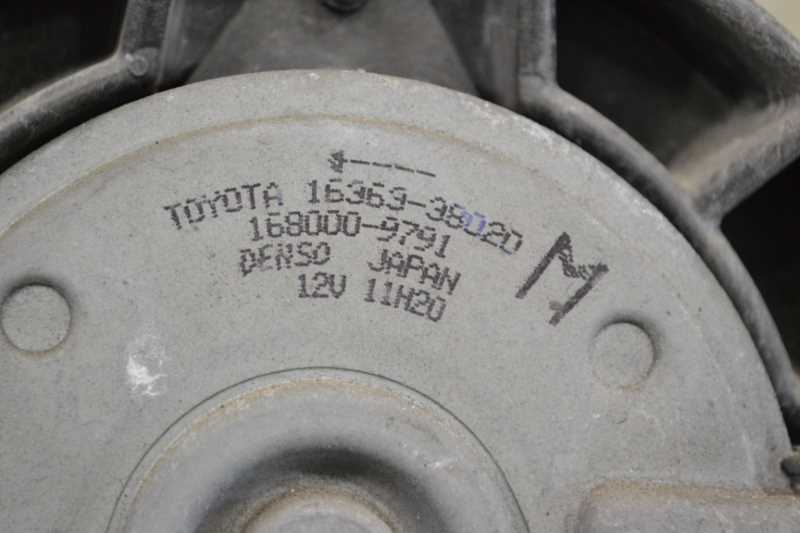 TOYOTA 16363-38020
168000-9791
DENSO JAPAN
12V 11H20
M